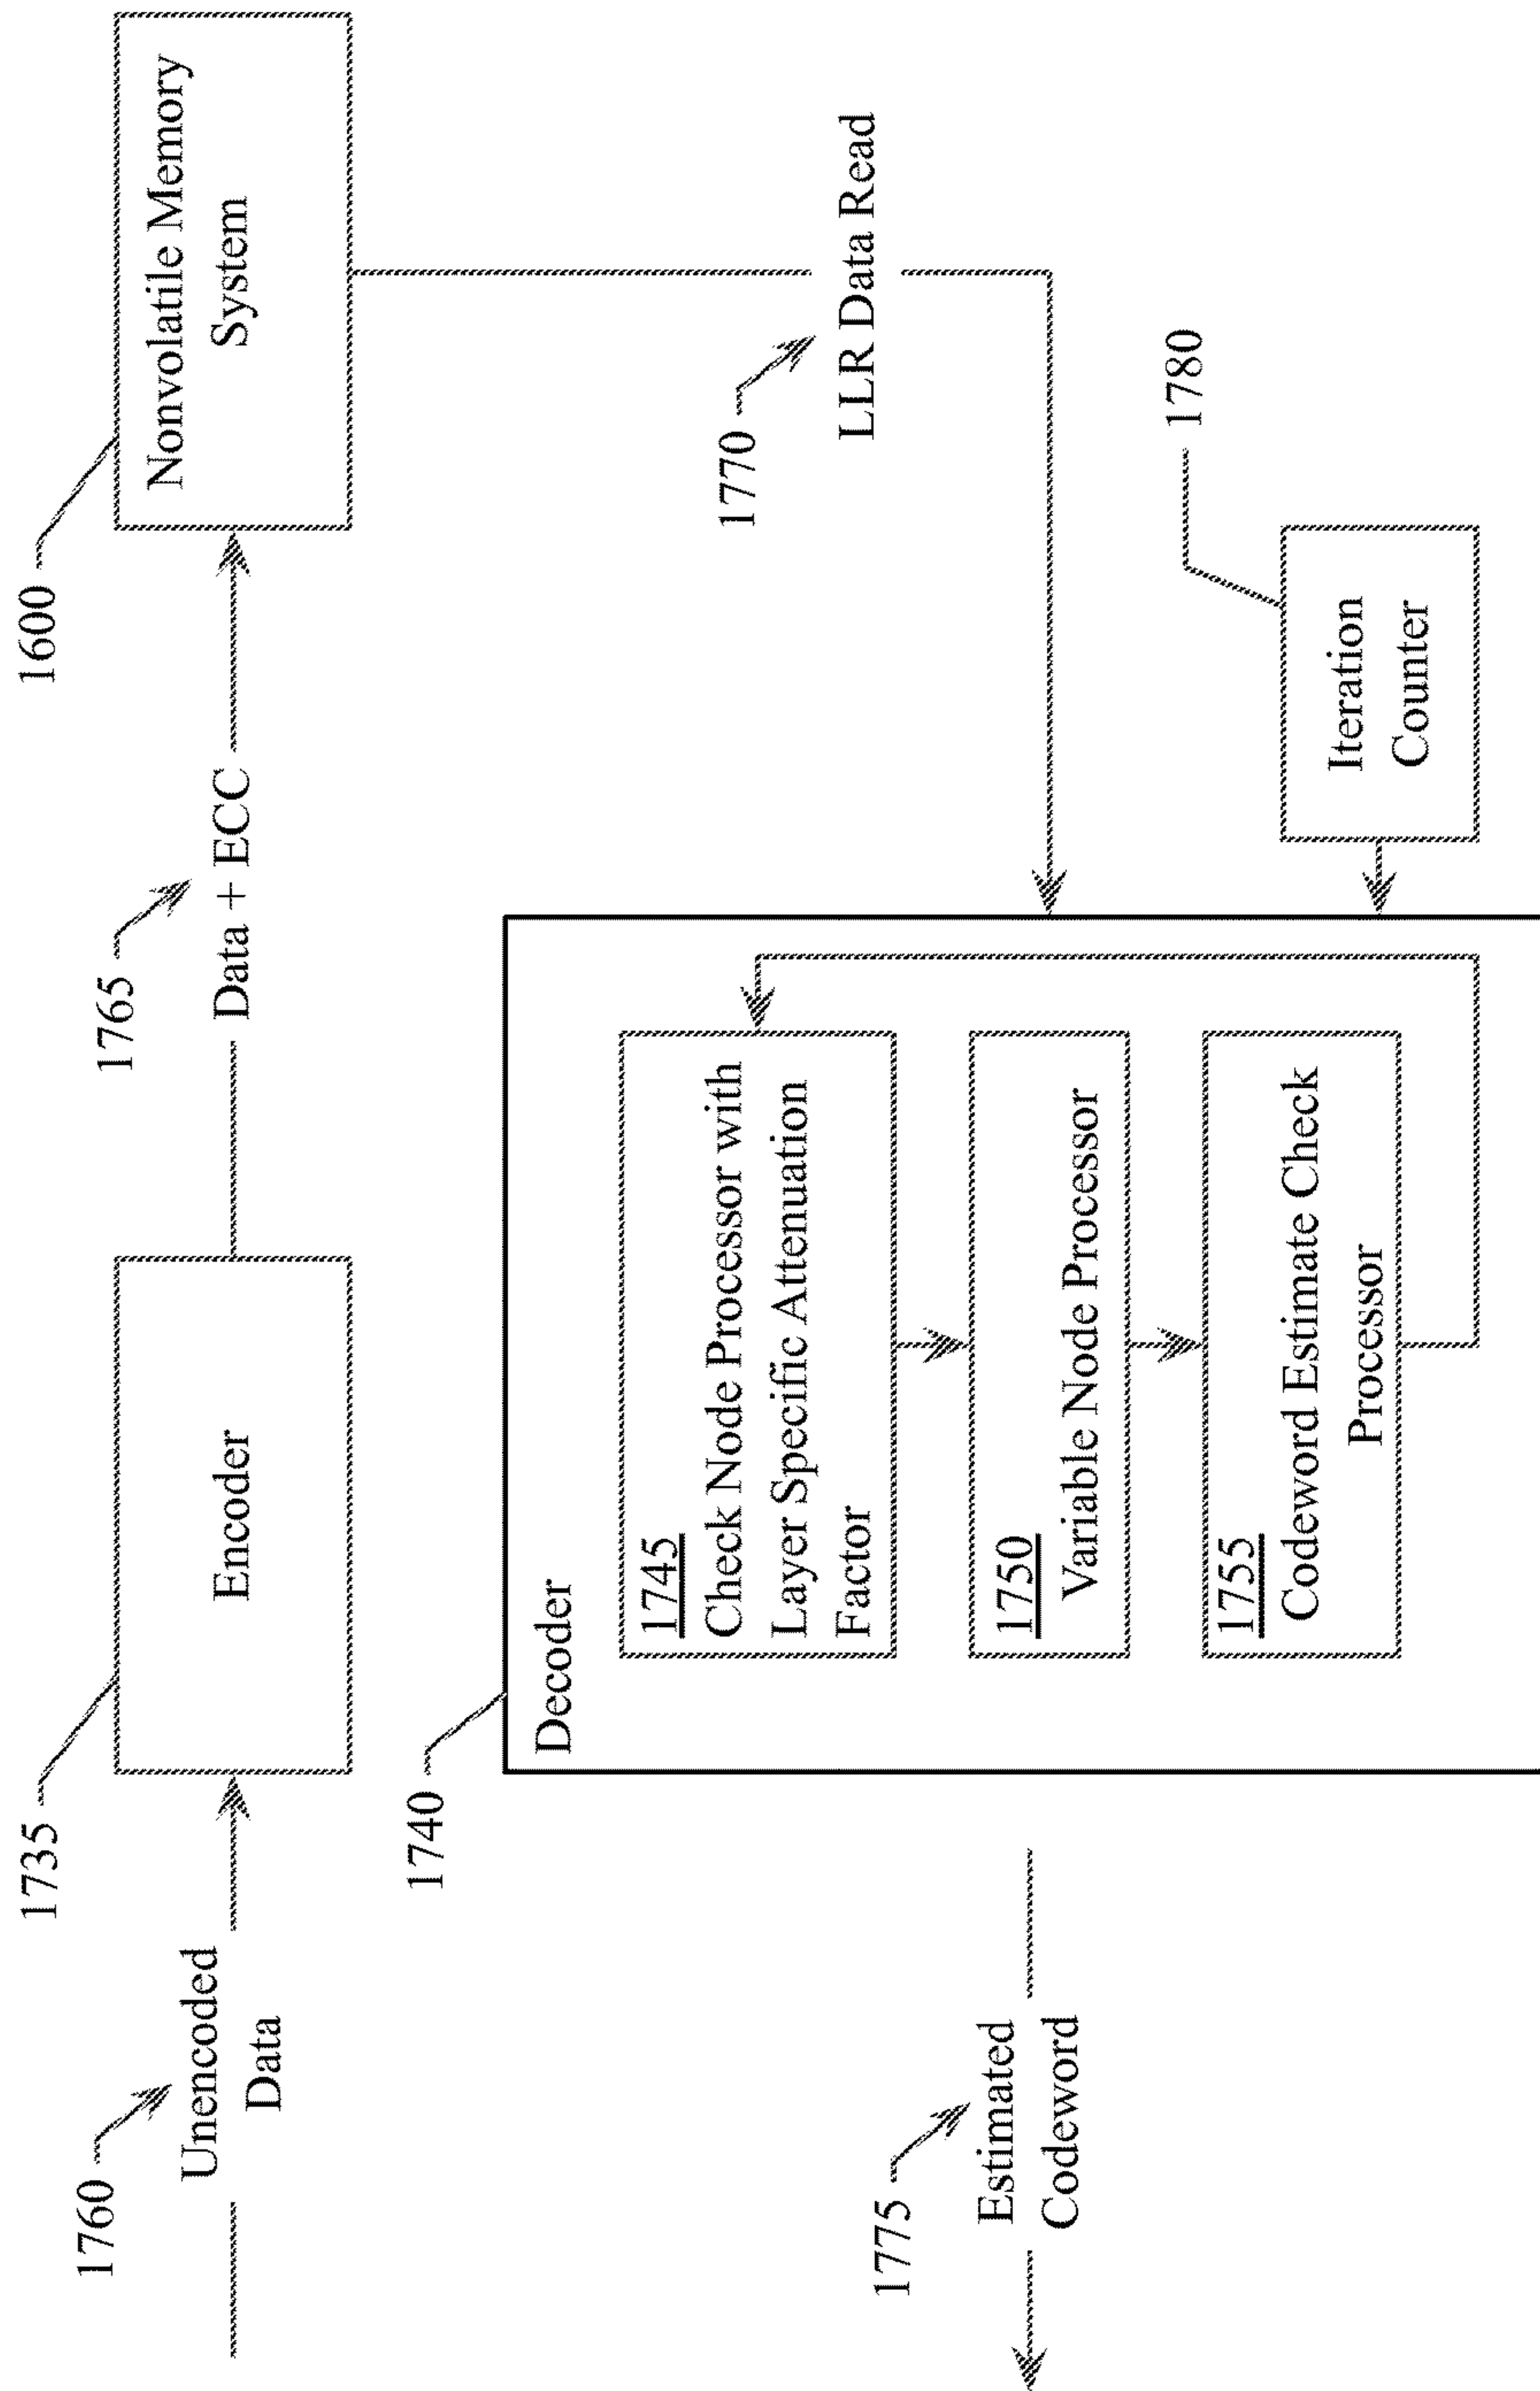 1760
Unencoded
Data
1735
Encoder
1765
Data + ECC
1600
Nonvolatile Memory
System
1770
LLR Data Read
1740
Decoder
1745
Check Node Processor with
Layer Specific Attenuation
Factor
1750
Variable Node Processor
1755
Codeword Estimate Check
Processor
1780
Iteration
Counter
1775
Estimated
Codeword